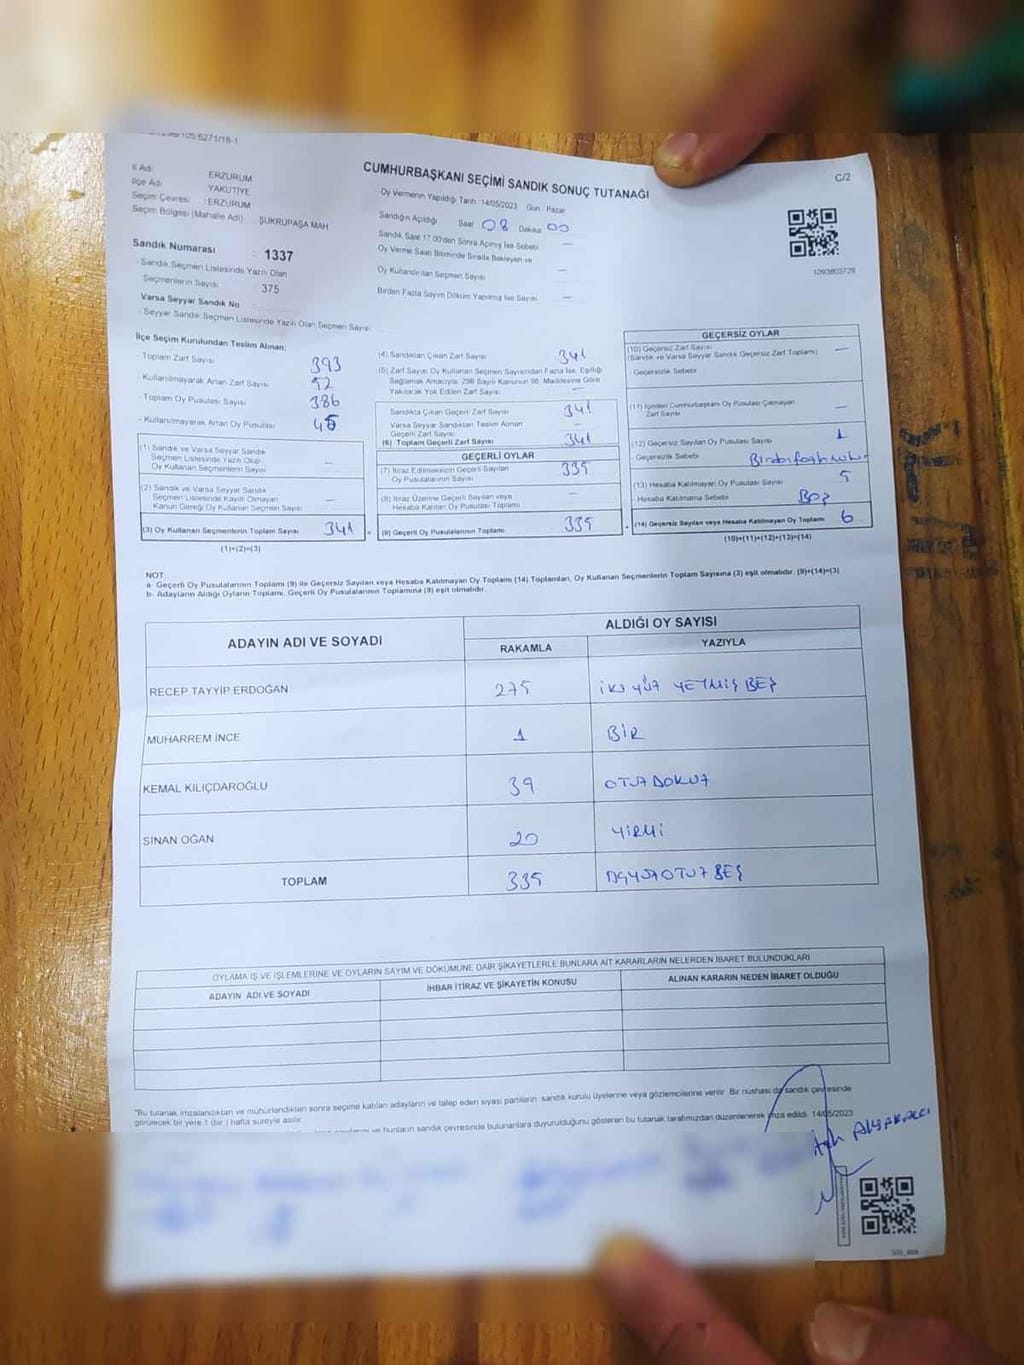 CUMHURBAŞKANI SEÇİMİ SANDIK SONUÇ TUTANAĞI
C/2
İl Adı: ERZURUM
İlçe Adı: YAKUTİYE
Seçim Çevresi :ERZURUM
Seçim Bölgesi (Mahalle Adı) ŞÜKRÜPAŞA MAH
Sandık Numarası : 1337
- Sandık Seçmen Listesinde Yazılı Olan
Seçmenlerin Sayısı 375
Varsa Seyyar Sandık No
- Seyyar Sandık Seçmen Listesinde Yazılı Olan Seçmen Sayısı:
Oy Vermenin Yapıldığı Tarih :14/05/2023 Gün :Pazar
Sandığın Açıldığı Saat 08 Dakika 00
Sandık Saat 17:00'den Sonra Açılmış İse Sebebi —
Oy Verme Saati Bitiminde Sırada Bekleyen ve
Oy Kullandırılan Seçmen Sayısı —
Birden Fazla Sayım Döküm Yapılmış İse Sayısı —
1093803728
İlçe Seçim Kurulundan Teslim Alınan;
- Toplam Zarf Sayısı 393
- Kullanılmayarak Artan Zarf Sayısı 52
- Toplam Oy Pusulası Sayısı 386
- Kullanılmayarak Artan Oy Pusulası 45
(1) Sandık ve Varsa Seyyar Sandık
Seçmen Listesinde Yazılı Olup
Oy Kullanan Seçmenlerin Sayısı —
(2) Sandık ve Varsa Seyyar Sandık
Seçmen Listesinde Kayıtlı Olmayan
Kanun Gereği Oy Kullanan Seçmen Sayısı —
(3) Oy Kullanan Seçmenlerin Toplam Sayısı 341
(1)+(2)=(3)
(4) Sandıktan Çıkan Zarf Sayısı 341
(5) Zarf Sayısı Oy Kullanan Seçmen Sayısından Fazla İse, Eşitliği
Sağlamak Amacıyla, 298 Sayılı Kanunun 98. Maddesine Göre
Yakılarak Yok Edilen Zarf Sayısı —
Sandıkta Çıkan Geçerli Zarf Sayısı 341
Varsa Seyyar Sandıktan Teslim Alınan
Geçerli Zarf Sayısı —
(6) Toplam Geçerli Zarf Sayısı 341
GEÇERLİ OYLAR
(7) İtiraz Edilmeksizin Geçerli Sayılan
Oy Pusulalarının Sayısı 335
(8) İtiraz Üzerine Geçerli Sayılan veya
Hesaba Katılan Oy Pusulaları Toplamı —
= (9) Geçerli Oy Pusulalarının Toplamı 335
GEÇERSİZ OYLAR
(10) Geçersiz Zarf Sayısı
(Sandık ve Varsa Seyyar Sandık Geçersiz Zarf Toplamı) —
- Geçersizlik Sebebi
(11) İçinden Cumhurbaşkanı Oy Pusulası Çıkmayan
Zarf Sayısı —
(12) Geçersiz Sayılan Oy Pusulası Sayısı 1
- Geçersizlik Sebebi
(13) Hesaba Katılmayan Oy Pusulası Sayısı 5
Hesaba Katılmama Sebebi Boş
+ (14) Geçersiz Sayılan veya Hesaba Katılmayan Oy Toplamı 6
(10)+(11)+(12)+(13)=(14)
NOT:
a- Geçerli Oy Pusulalarının Toplamı (9) ile Geçersiz Sayılan veya Hesaba Katılmayan Oy Toplamı (14) Toplamları, Oy Kullanan Seçmenlerin Toplam Sayısına (3) eşit olmalıdır. (9)+(14)=(3)
b- Adayların Aldığı Oyların Toplamı, Geçerli Oy Pusulalarının Toplamına (9) eşit olmalıdır.
ADAYIN ADI VE SOYADI
ALDIĞI OY SAYISI
RAKAMLA YAZIYLA
RECEP TAYYİP ERDOĞAN 275 İKİ YÜZ YETMİŞ BEŞ
MUHARREM İNCE 1 BİR
KEMAL KILIÇDAROĞLU 39 OTUZ DOKUZ
SİNAN OĞAN 20 YİRMİ
TOPLAM 335 ÜÇ YÜZ OTUZ BEŞ
OYLAMA İŞ VE İŞLEMLERİNE VE OYLARIN SAYIM VE DÖKÜMÜNE DAİR ŞİKAYETLERLE BUNLARA AİT KARARLARIN NELERDEN İBARET BULUNDUKLARI
ADAYIN ADI VE SOYADI İHBAR İTİRAZ VE ŞİKAYETİN KONUSU ALINAN KARARIN NEDEN İBARET OLDUĞU
"Bu tutanak imzalandıktan ve mühürlendikten sonra seçime katılan adayların ve talep eden siyasi partilerin sandık kurulu üyelerine veya gözlemcilerine verilir. Bir nüshası da sandık çevresinde
görülecek bir yere 1 (bir ) hafta süreyle asılır.
ve bunların sandık çevresinde bulunanlara duyurulduğunu gösteren bu tutanak tarafımızdan düzenlenerek imza edildi. 14/05/2023